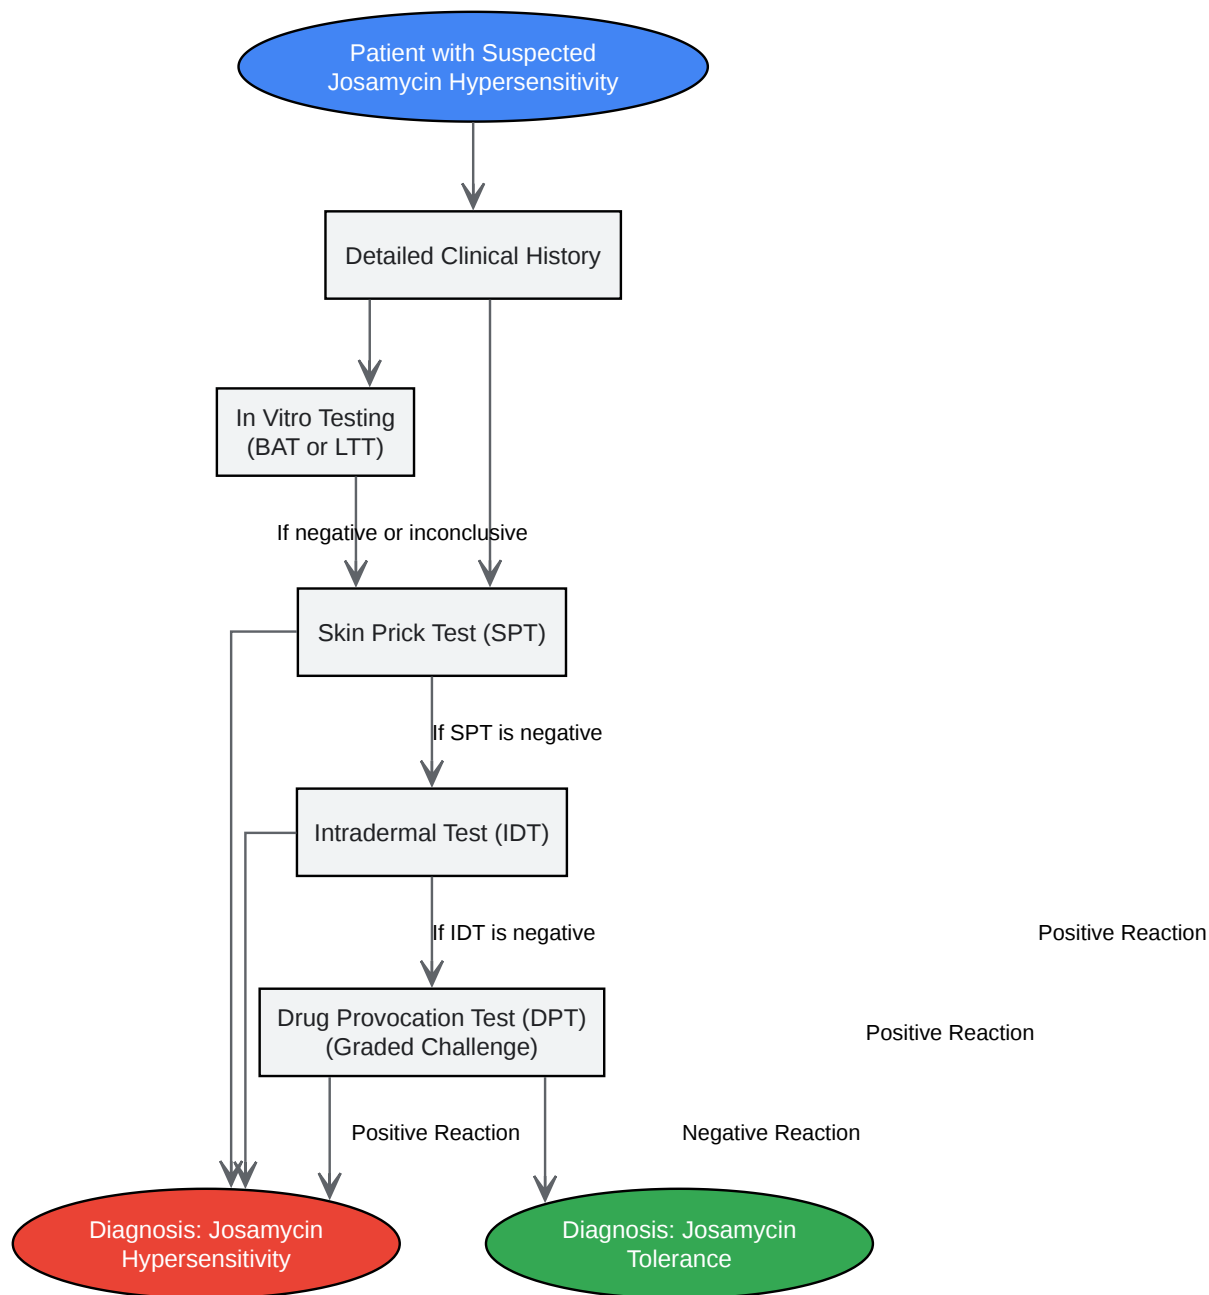 Patient with Suspected
Josamycin Hypersensitivity
Detailed Clinical History
In Vitro Testing
(BAT or LTT)
If negative or inconclusive
Skin Prick Test (SPT)
If SPT is negative
Intradermal Test (IDT)
If IDT is negative
Positive Reaction
Drug Provocation Test (DPT)
(Graded Challenge)
Positive Reaction
Positive Reaction
Negative Reaction
Diagnosis: Josamycin
Hypersensitivity
Diagnosis: Josamycin
Tolerance